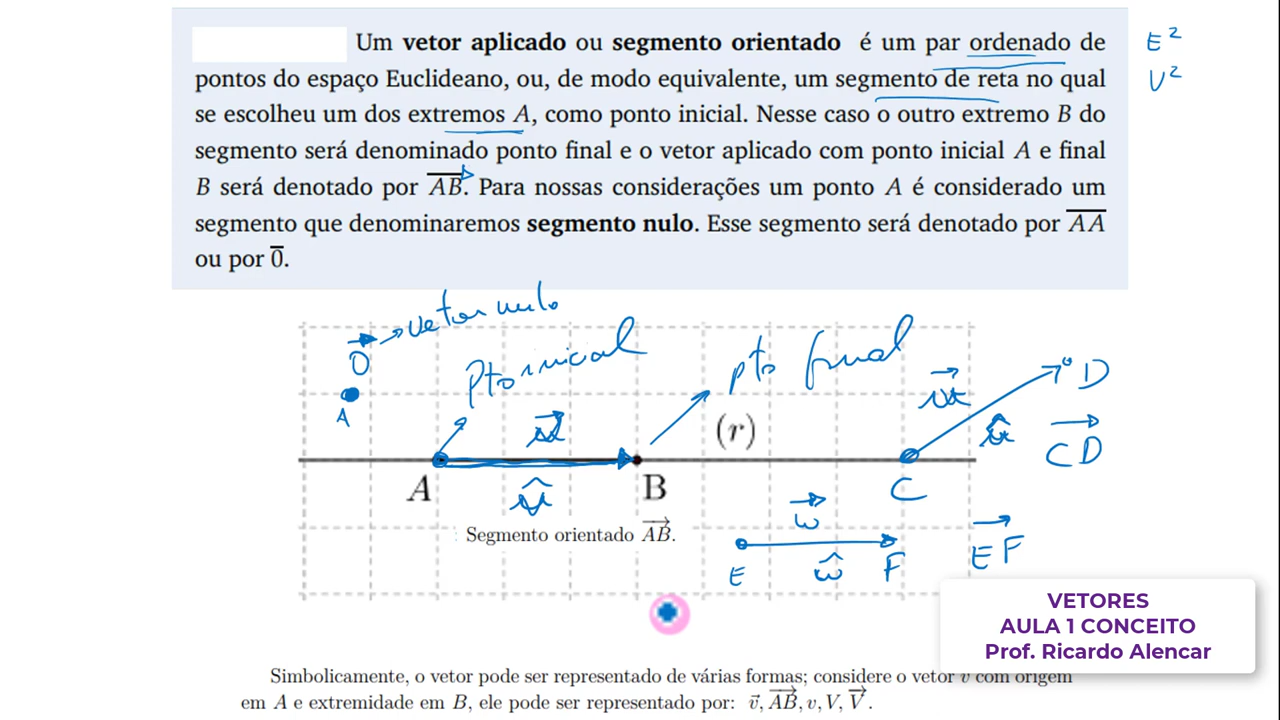 Um vetor aplicado ou segmento orientado é um par ordenado de
pontos do espaço Euclideano, ou, de modo equivalente, um segmento de reta no qual
se escolheu um dos extremos A, como ponto inicial. Nesse caso o outro extremo B do
segmento será denominado ponto final e o vetor aplicado com ponto inicial A e final
B será denotado por AB. Para nossas considerações um ponto A é considerado um
segmento que denominaremos segmento nulo. Esse segmento será denotado por AA
ou por 0.
E²
V²
vetor nulo
0
A
Pto inicial
pto final
(r)
D
CD
A
B
C
Segmento orientado AB.
w
E
ŵ
F
EF
VETORES
AULA 1 CONCEITO
Prof. Ricardo Alencar
Simbolicamente, o vetor pode ser representado de várias formas; considere o vetor v com origem
em A e extremidade em B, ele pode ser representado por: v⃗, AB, v, V, V⃗.